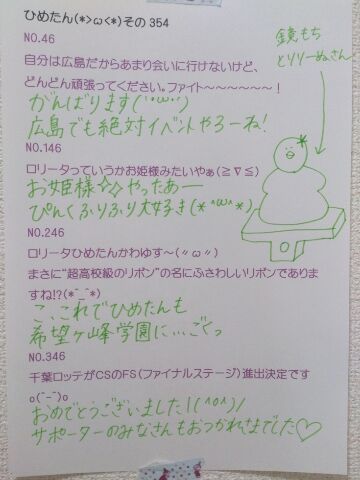 ひめたん(*>ω<*)その354
NO.46
自分は広島だからあまり会いに行けないけど、
どんどん頑張ってください。ファイト~~~~~~!
がんばります(*'ω'*)
広島でも絶対イベントやろーね!
鏡もち
とりりーぬさん
NO.146
ロリータっていうかお姫様みたいやぁ(≧∇≦)
お姫様☆☆やったあー
ぴんくふりふり大好き(*^ω^*)
NO.246
ロリータひめたんかわゆす~(〃ω〃)
まさに"超高校級のリボン"の名にふさわしいリボンでありま
すね!?(*^_^*)
こ、これでひめたんも
希望ヶ峰学園に…ごくっ
NO.346
千葉ロッテがCSのFS(ファイナルステージ)進出決定です
o(^-^)o
おめでとうございました!(^o^)/
サポーターのみなさんもおつかれさまでした♡